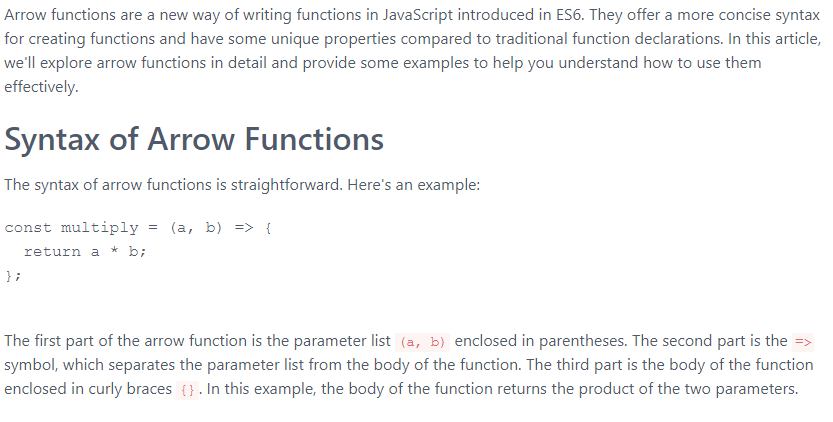 Arrow functions are a new way of writing functions in JavaScript introduced in ES6. They offer a more concise syntax
for creating functions and have some unique properties compared to traditional function declarations. In this article,
we'll explore arrow functions in detail and provide some examples to help you understand how to use them
effectively.
Syntax of Arrow Functions
The syntax of arrow functions is straightforward. Here's an example:
const multiply = (a, b) => {
  return a * b;
};
The first part of the arrow function is the parameter list (a, b) enclosed in parentheses. The second part is the =>
symbol, which separates the parameter list from the body of the function. The third part is the body of the function
enclosed in curly braces {}. In this example, the body of the function returns the product of the two parameters.